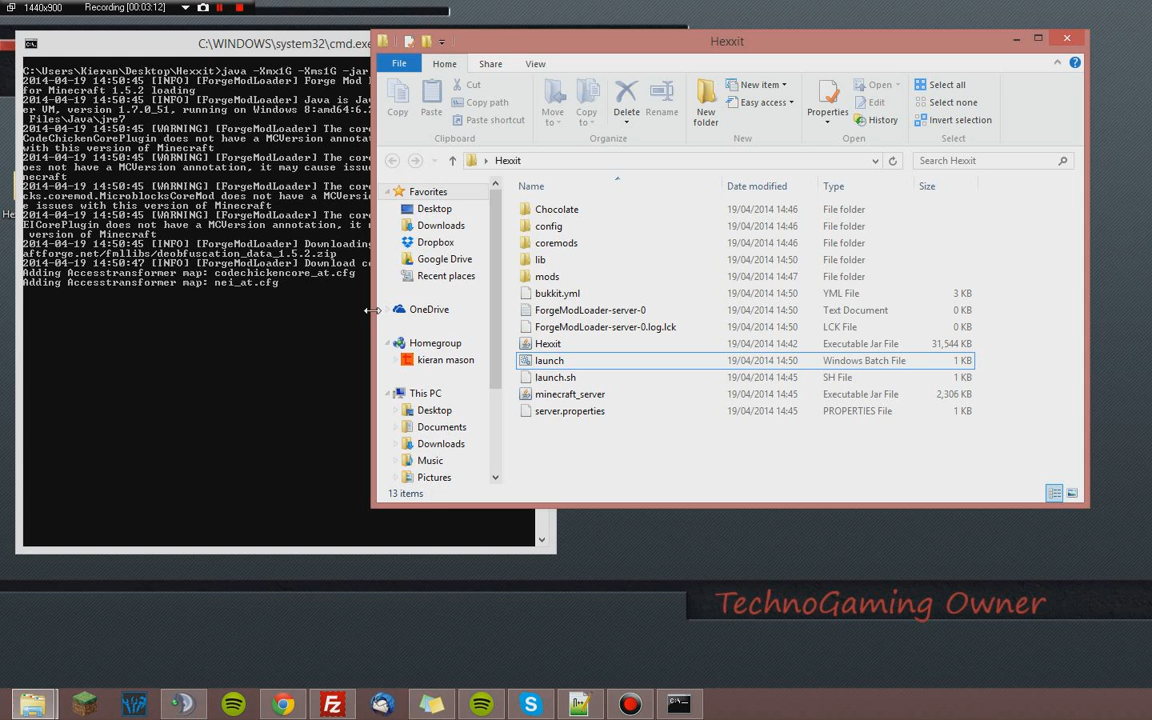 1440x900
Recording [00:03:12]
C:\WINDOWS\system32\cmd.exe
C:\Users\Kieran\Desktop\Hexxit>java -Xmx1G -Xms1G -jar
2014-04-19 14:50:45 [INFO] [ForgeModLoader] Forge Mod L
for Minecraft 1.5.2 loading
2014-04-19 14:50:45 [INFO] [ForgeModLoader] Java is Jav
er VM, version 1.7.0_51, running on Windows 8:amd64:6.
Files\Java\jre7
2014-04-19 14:50:45 [WARNING] [ForgeModLoader] The core
CodeChickenCorePlugin does not have a MCVersion annotat
with this version of Minecraft
2014-04-19 14:50:45 [WARNING] [ForgeModLoader] The core
oes not have a MCVersion annotation, it may cause issue
necraft
2014-04-19 14:50:45 [WARNING] [ForgeModLoader] The core
cks.coremod.MicroblocksCoreMod does not have a MCVersio
e issues with this version of Minecraft
2014-04-19 14:50:45 [WARNING] [ForgeModLoader] The core
EICorePlugin does not have a MCVersion annotation, it m
version of Minecraft
2014-04-19 14:50:45 [INFO] [ForgeModLoader] Downloading
aftforge.net/fmllibs/deobfuscation_data_1.5.2.zip
2014-04-19 14:50:47 [INFO] [ForgeModLoader] Download co
Adding Accesstransformer map: codechickencore_at.cfg
Adding Accesstransformer map: nei_at.cfg
He
Hexxit
File Home Share View
Copy
Paste
Cut
Copy path
Paste shortcut
Clipboard
Move to
Copy to
Delete
Rename
Organize
New folder
New item
Easy access
New
Properties
Open
Edit
History
Open
Select all
Select none
Invert selection
Select
Hexxit
Search Hexxit
Favorites
Desktop
Downloads
Dropbox
Google Drive
Recent places
OneDrive
Homegroup
kieran mason
This PC
Desktop
Documents
Downloads
Music
Pictures
Name Date modified Type Size
Chocolate 19/04/2014 14:46 File folder
config 19/04/2014 14:46 File folder
coremods 19/04/2014 14:46 File folder
lib 19/04/2014 14:46 File folder
mods 19/04/2014 14:47 File folder
bukkit.yml 19/04/2014 14:50 YML File 3 KB
ForgeModLoader-server-0 19/04/2014 14:50 Text Document 0 KB
ForgeModLoader-server-0.log.lck 19/04/2014 14:50 LCK File 0 KB
Hexxit 19/04/2014 14:42 Executable Jar File 31,544 KB
launch 19/04/2014 14:50 Windows Batch File 1 KB
launch.sh 19/04/2014 14:45 SH File 1 KB
minecraft_server 19/04/2014 14:45 Executable Jar File 2,306 KB
server.properties 19/04/2014 14:45 PROPERTIES File 1 KB
13 items
TechnoGaming Owner